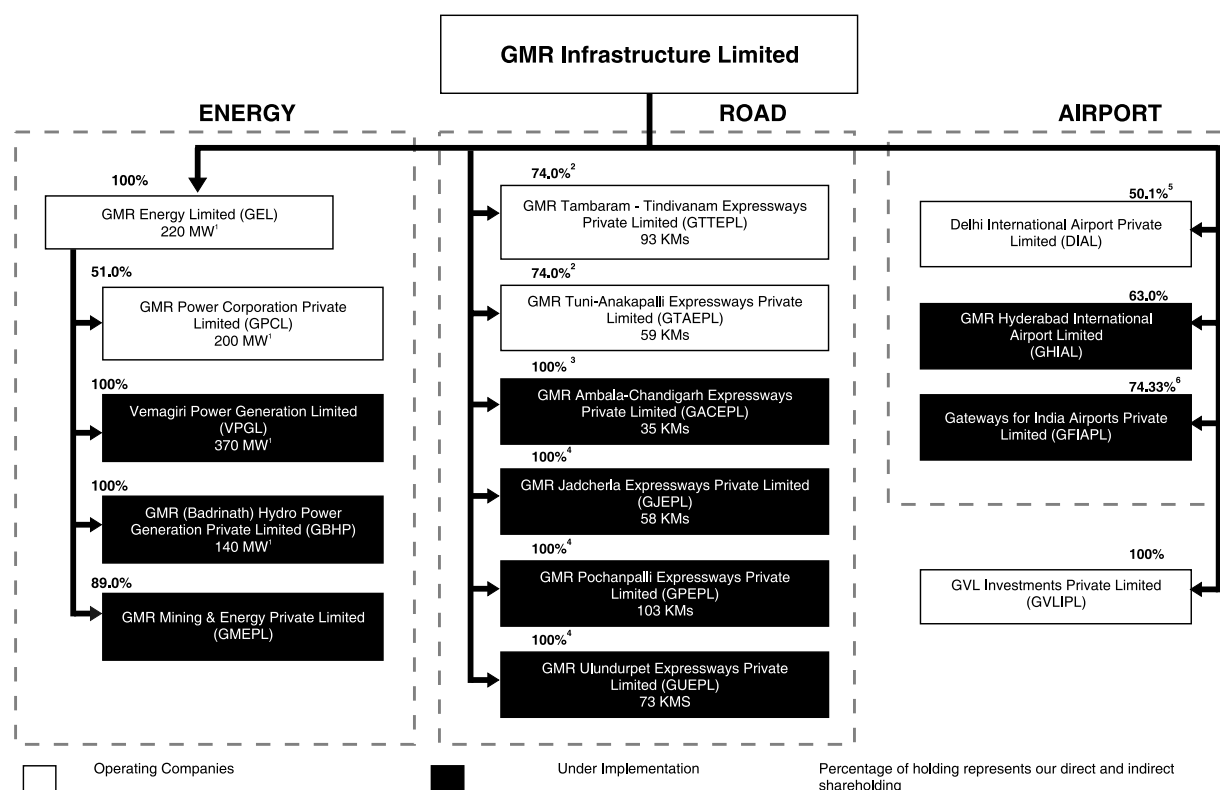 GMR Infrastructure Limited
ENERGY
100%
GMR Energy Limited (GEL)
220 MW¹
51.0%
GMR Power Corporation Private
Limited (GPCL)
200 MW¹
100%
Vemagiri Power Generation Limited
(VPGL)
370 MW¹
100%
GMR (Badrinath) Hydro Power
Generation Private Limited (GBHP)
140 MW¹
89.0%
GMR Mining & Energy Private Limited
(GMEPL)
ROAD
74.0%²
GMR Tambaram - Tindivanam Expressways
Private Limited (GTTEPL)
93 KMs
74.0%²
GMR Tuni-Anakapalli Expressways Private
Limited (GTAEPL)
59 KMs
100%³
GMR Ambala-Chandigarh Expressways
Private Limited (GACEPL)
35 KMs
100%⁴
GMR Jadcherla Expressways Private Limited
(GJEPL)
58 KMs
100%⁴
GMR Pochanpalli Expressways Private
Limited (GPEPL)
103 KMs
100%⁴
GMR Ulundurpet Expressways Private
Limited (GUEPL)
73 KMS
AIRPORT
50.1%⁵
Delhi International Airport Private
Limited (DIAL)
63.0%
GMR Hyderabad International
Airport Limited
(GHIAL)
74.33%⁶
Gateways for India Airports Private
Limited (GFIAPL)
100%
GVL Investments Private Limited
(GVLIPL)
Operating Companies
Under Implementation
Percentage of holding represents our direct and indirect
shareholding